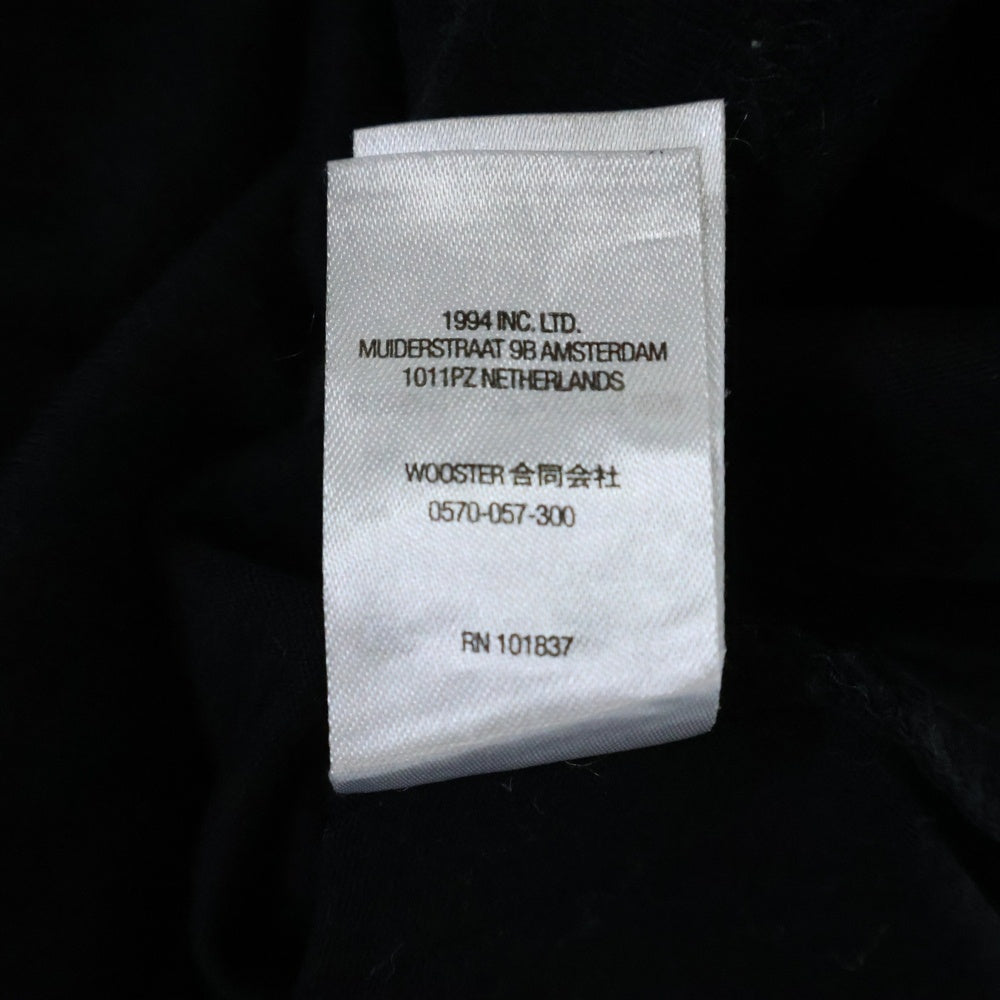 1994 INC. LTD.
MUIDERSTRAAT 9B AMSTERDAM
1011PZ NETHERLANDS
WOOSTER 合同会社
0570-057-300
RN 101837